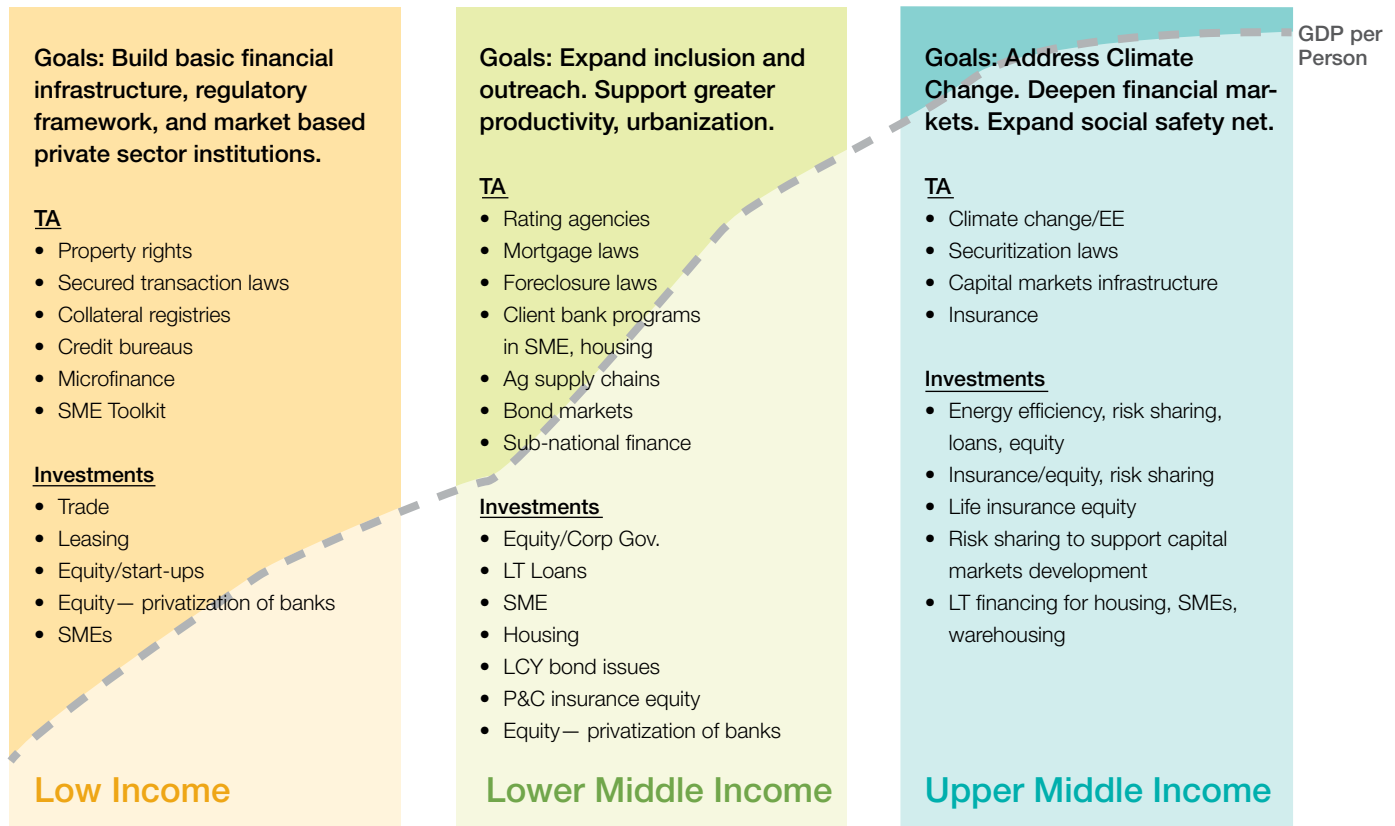 Goals: Build basic financial
infrastructure, regulatory
framework, and market based
private sector institutions.
TA
• Property rights
• Secured transaction laws
• Collateral registries
• Credit bureaus
• Microfinance
• SME Toolkit
Investments
• Trade
• Leasing
• Equity/start-ups
• Equity— privatization of banks
• SMEs
Low Income
Goals: Expand inclusion and
outreach. Support greater
productivity, urbanization.
TA
• Rating agencies
• Mortgage laws
• Foreclosure laws
• Client bank programs
in SME, housing
• Ag supply chains
• Bond markets
• Sub-national finance
Investments
• Equity/Corp Gov.
• LT Loans
• SME
• Housing
• LCY bond issues
• P&C insurance equity
• Equity— privatization of banks
Lower Middle Income
Goals: Address Climate
Change. Deepen financial mar-
kets. Expand social safety net.
TA
• Climate change/EE
• Securitization laws
• Capital markets infrastructure
• Insurance
Investments
• Energy efficiency, risk sharing,
loans, equity
• Insurance/equity, risk sharing
• Life insurance equity
• Risk sharing to support capital
markets development
• LT financing for housing, SMEs,
warehousing
Upper Middle Income
GDP per
Person